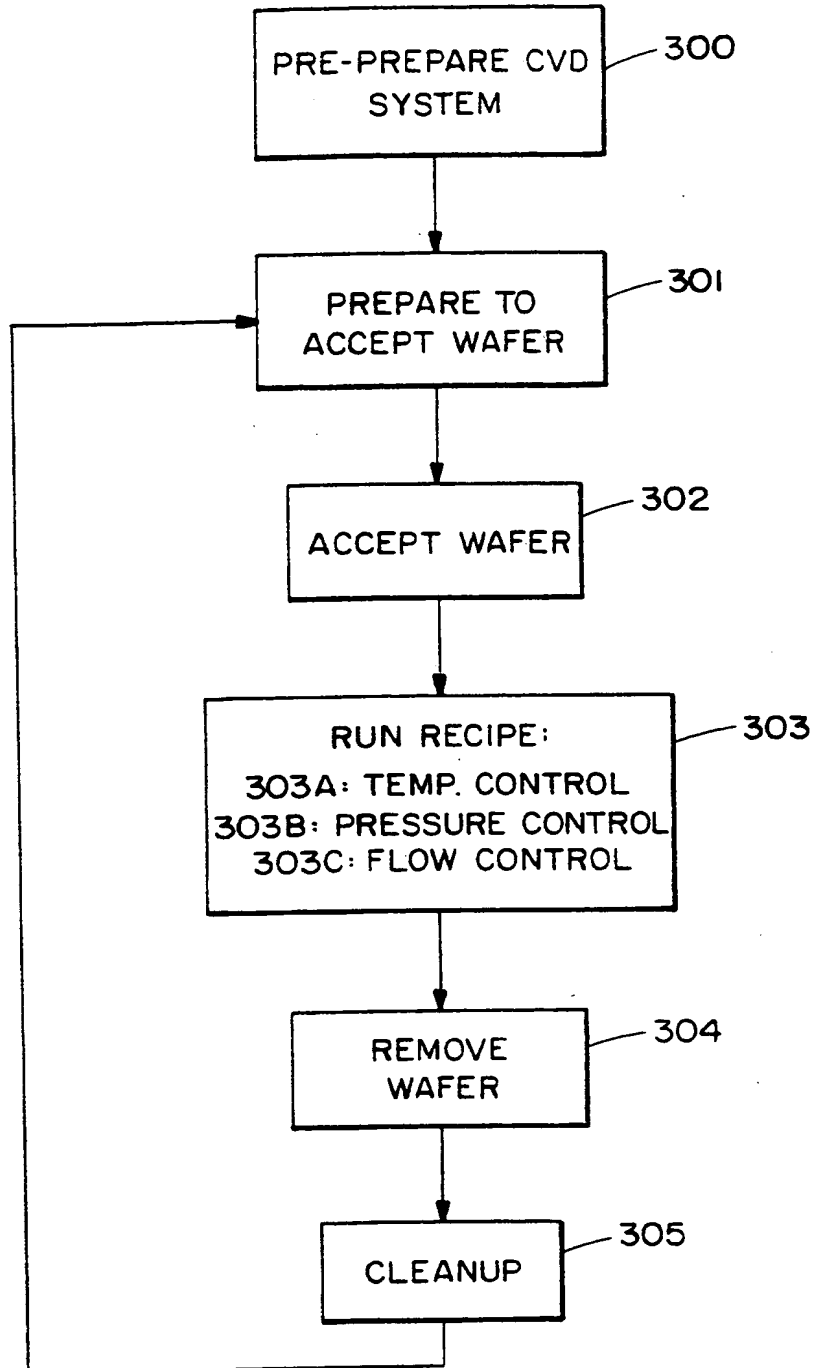 PRE-PREPARE CVD
SYSTEM
300
PREPARE TO
ACCEPT WAFER
301
ACCEPT WAFER
302
RUN RECIPE:
303A: TEMP. CONTROL
303B: PRESSURE CONTROL
303C: FLOW CONTROL
303
REMOVE
WAFER
304
CLEANUP
305